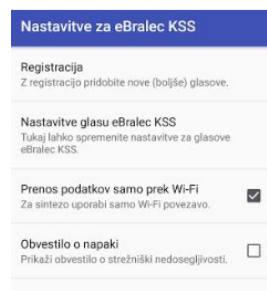 Nastavitve za eBralec KSS
Registracija
Z registracijo pridobite nove (boljše) glasove.
Nastavitve glasu eBralec KSS
Tukaj lahko spremenite nastavitve za glasove
eBralec KSS.
Prenos podatkov samo prek Wi-Fi
Za sintezo uporabi samo Wi-Fi povezavo.
Obvestilo o napaki
Prikaži obvestilo o strežniški nedosegljivosti.